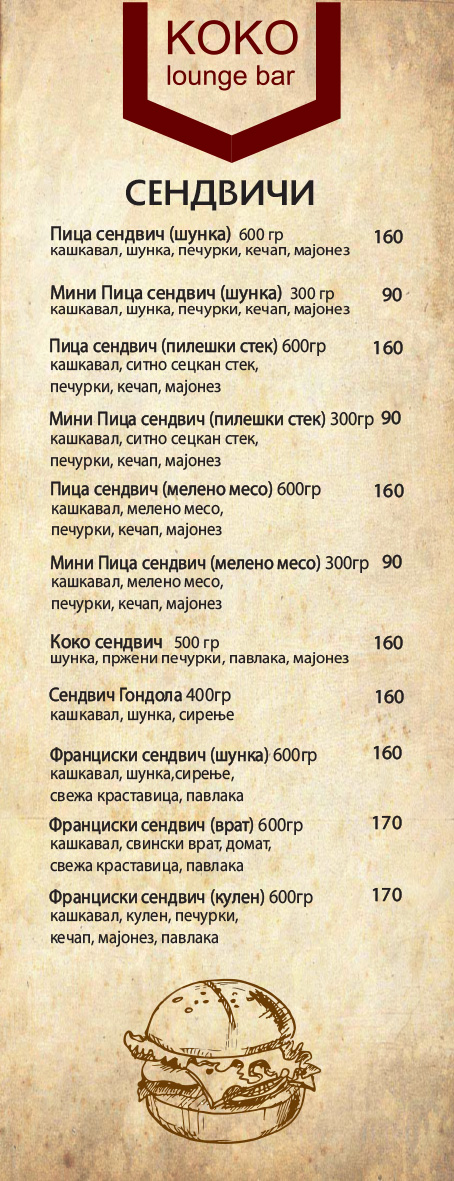 KOKO
lounge bar
СЕНДВИЧИ
Пица сендвич (шунка) 600 гр 160
кашкавал, шунка, печурки, кечап, мајонез
Мини Пица сендвич (шунка) 300 гр 90
кашкавал, шунка, печурки, кечап, мајонез
Пица сендвич (пилешки стек) 600гр 160
кашкавал, ситно сецкан стек,
печурки, кечап, мајонез
Мини Пица сендвич (пилешки стек) 300гр 90
кашкавал, ситно сецкан стек,
печурки, кечап, мајонез
Пица сендвич (мелено месо) 600гр 160
кашкавал, мелено месо,
печурки, кечап, мајонез
Мини Пица сендвич (мелено месо) 300гр 90
кашкавал, мелено месо,
печурки, кечап, мајонез
Коко сендвич 500 гр 160
шунка, пржени печурки, павлака, мајонез
Сендвич Гондола 400гр 160
кашкавал, шунка, сирење
Франциски сендвич (шунка) 600гр 160
кашкавал, шунка,сирење,
свежа краставица, павлака
Франциски сендвич (врат) 600гр 170
кашкавал, свински врат, домат,
свежа краставица, павлака
Франциски сендвич (кулен) 600гр 170
кашкавал, кулен, печурки,
кечап, мајонез, павлака